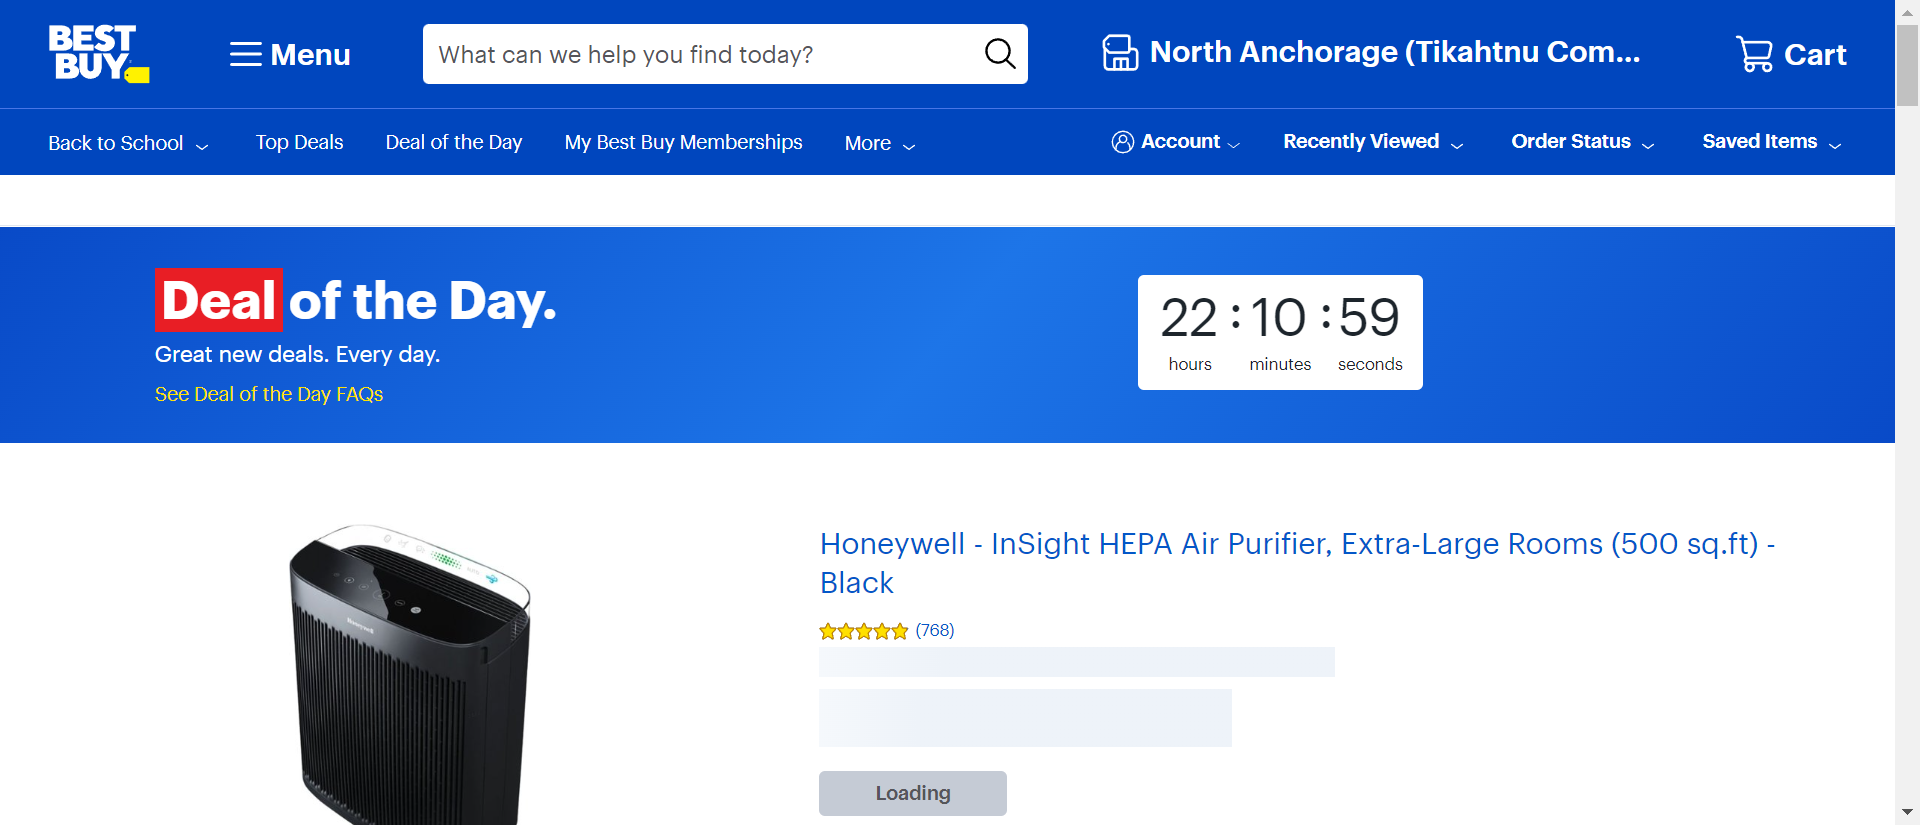 BEST
BUY
Menu
What can we help you find today?
North Anchorage (Tikahtnu Com...
Cart
Back to School
Top Deals
Deal of the Day
My Best Buy Memberships
More
Account
Recently Viewed
Order Status
Saved Items
Deal of the Day.
Great new deals. Every day.
See Deal of the Day FAQs
22 : 10 : 59
hours minutes seconds
Honeywell - InSight HEPA Air Purifier, Extra-Large Rooms (500 sq.ft) -
Black
(768)
Loading
Honeywell